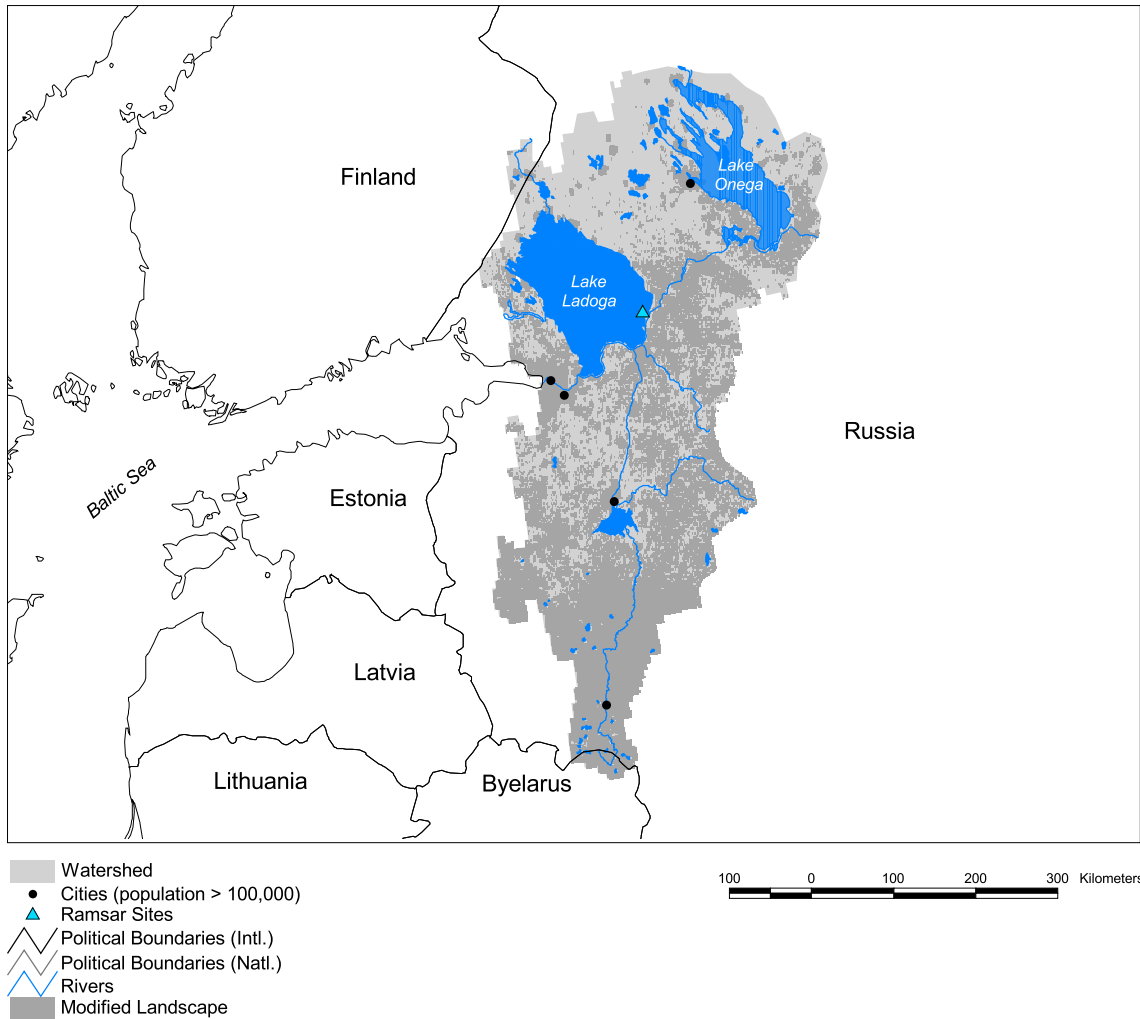 Finland
Lake
Onega
Lake
Ladoga
Russia
Baltic Sea
Estonia
Latvia
Lithuania
Byelarus
Watershed
Cities (population > 100,000)
Ramsar Sites
Political Boundaries (Intl.)
Political Boundaries (Natl.)
Rivers
Modified Landscape
100 0 100 200 300 Kilometers